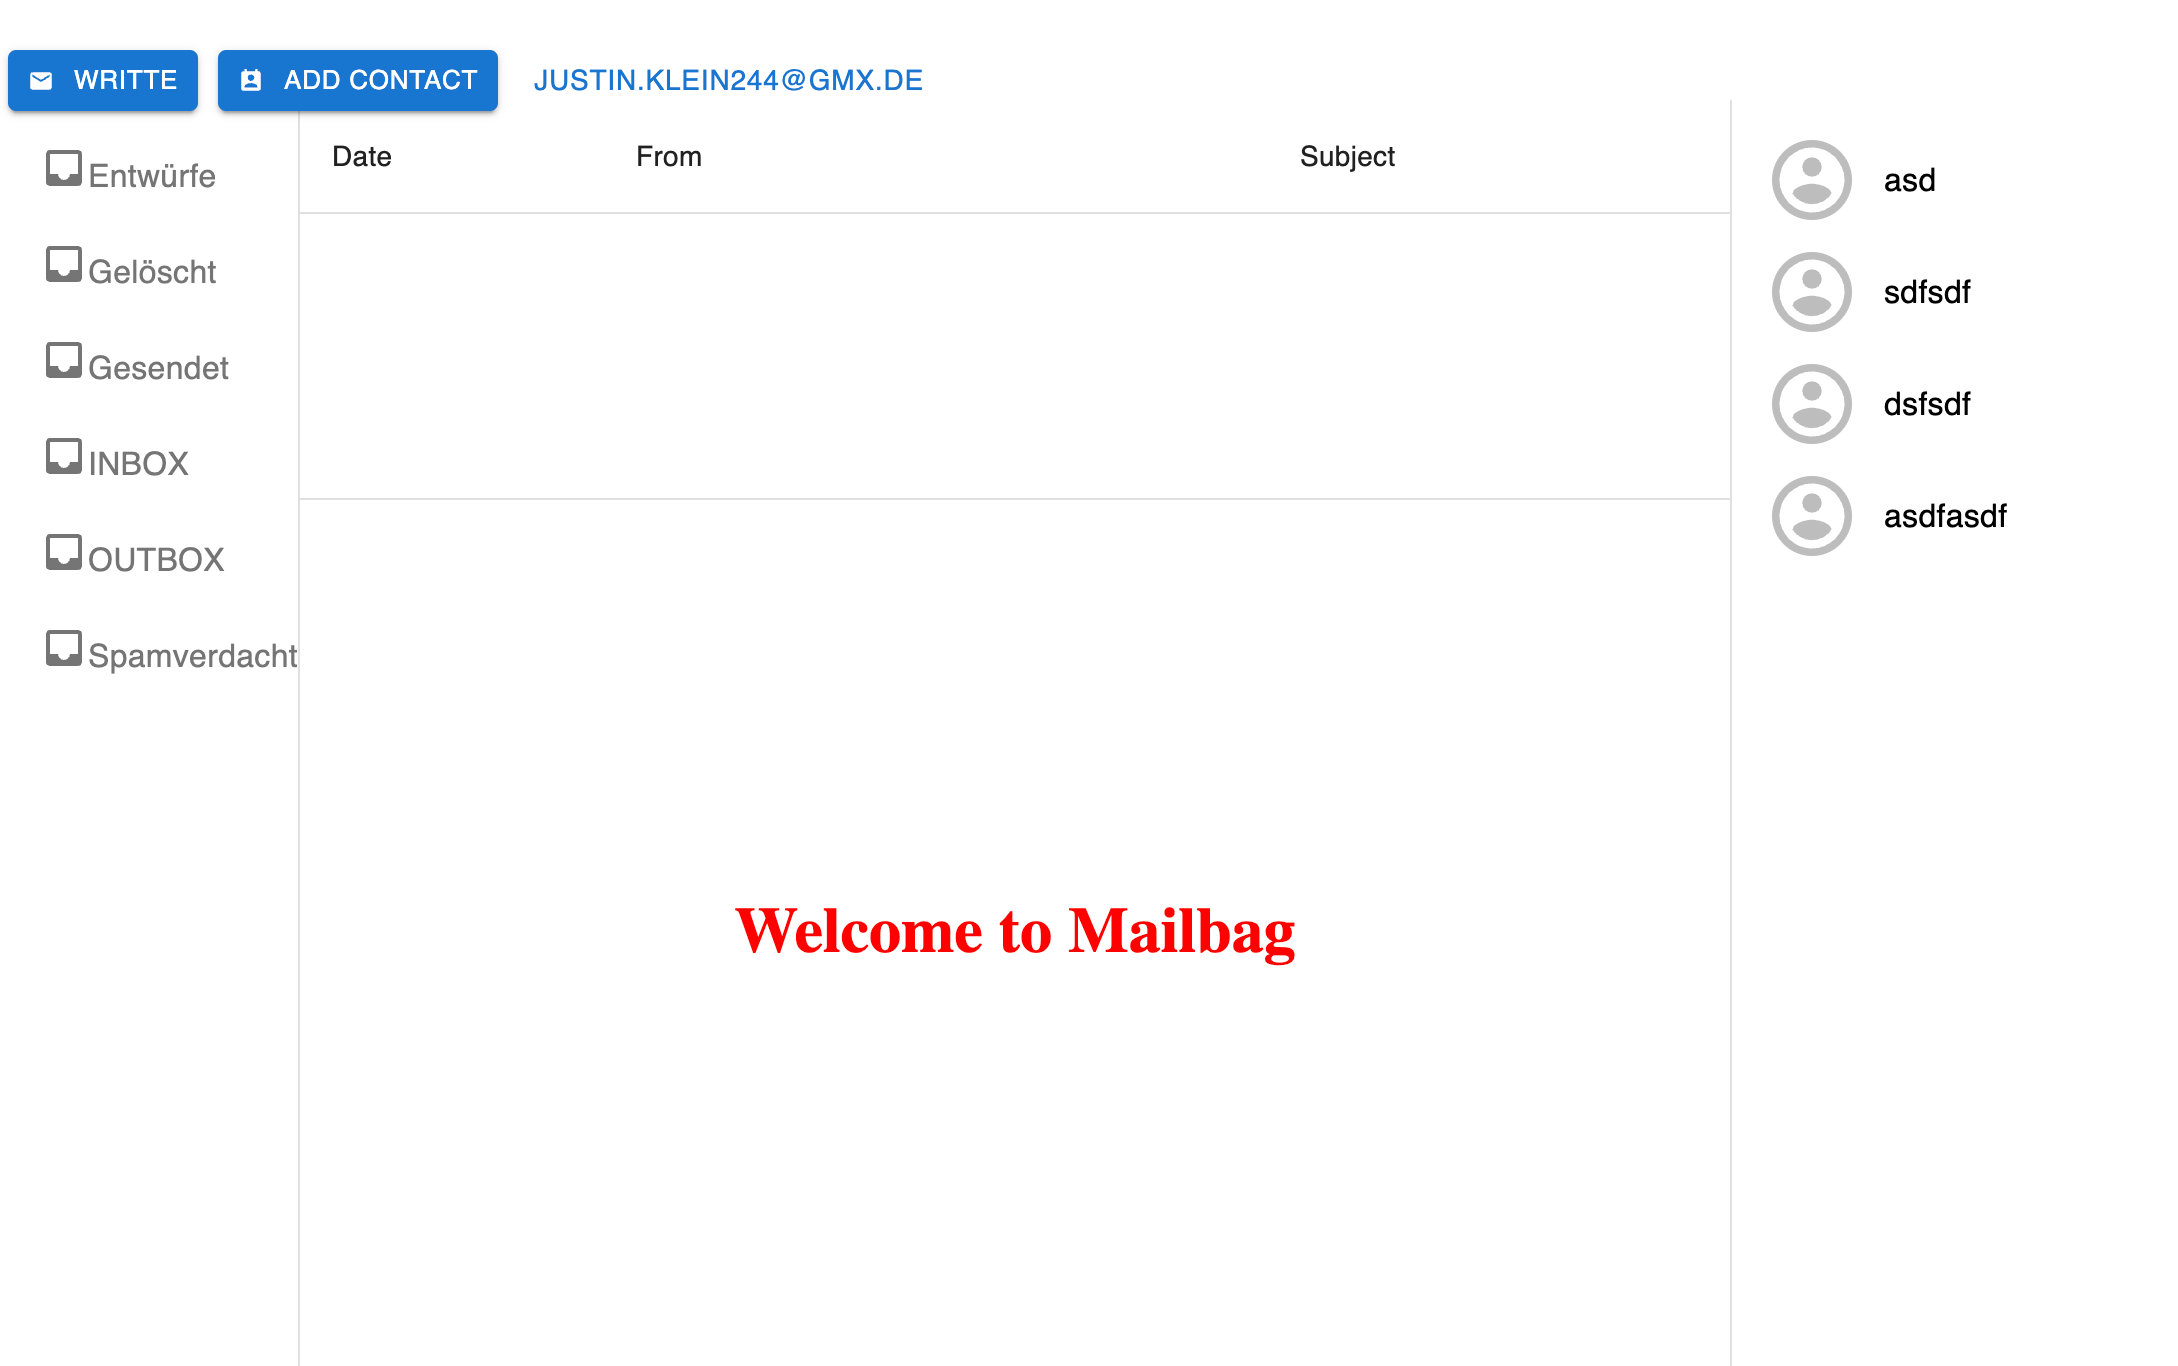 WRITTE ADD CONTACT JUSTIN.KLEIN244@GMX.DE
Entwürfe
Gelöscht
Gesendet
INBOX
OUTBOX
Spamverdacht
Date From Subject
Welcome to Mailbag
asd
sdfsdf
dsfsdf
asdfasdf